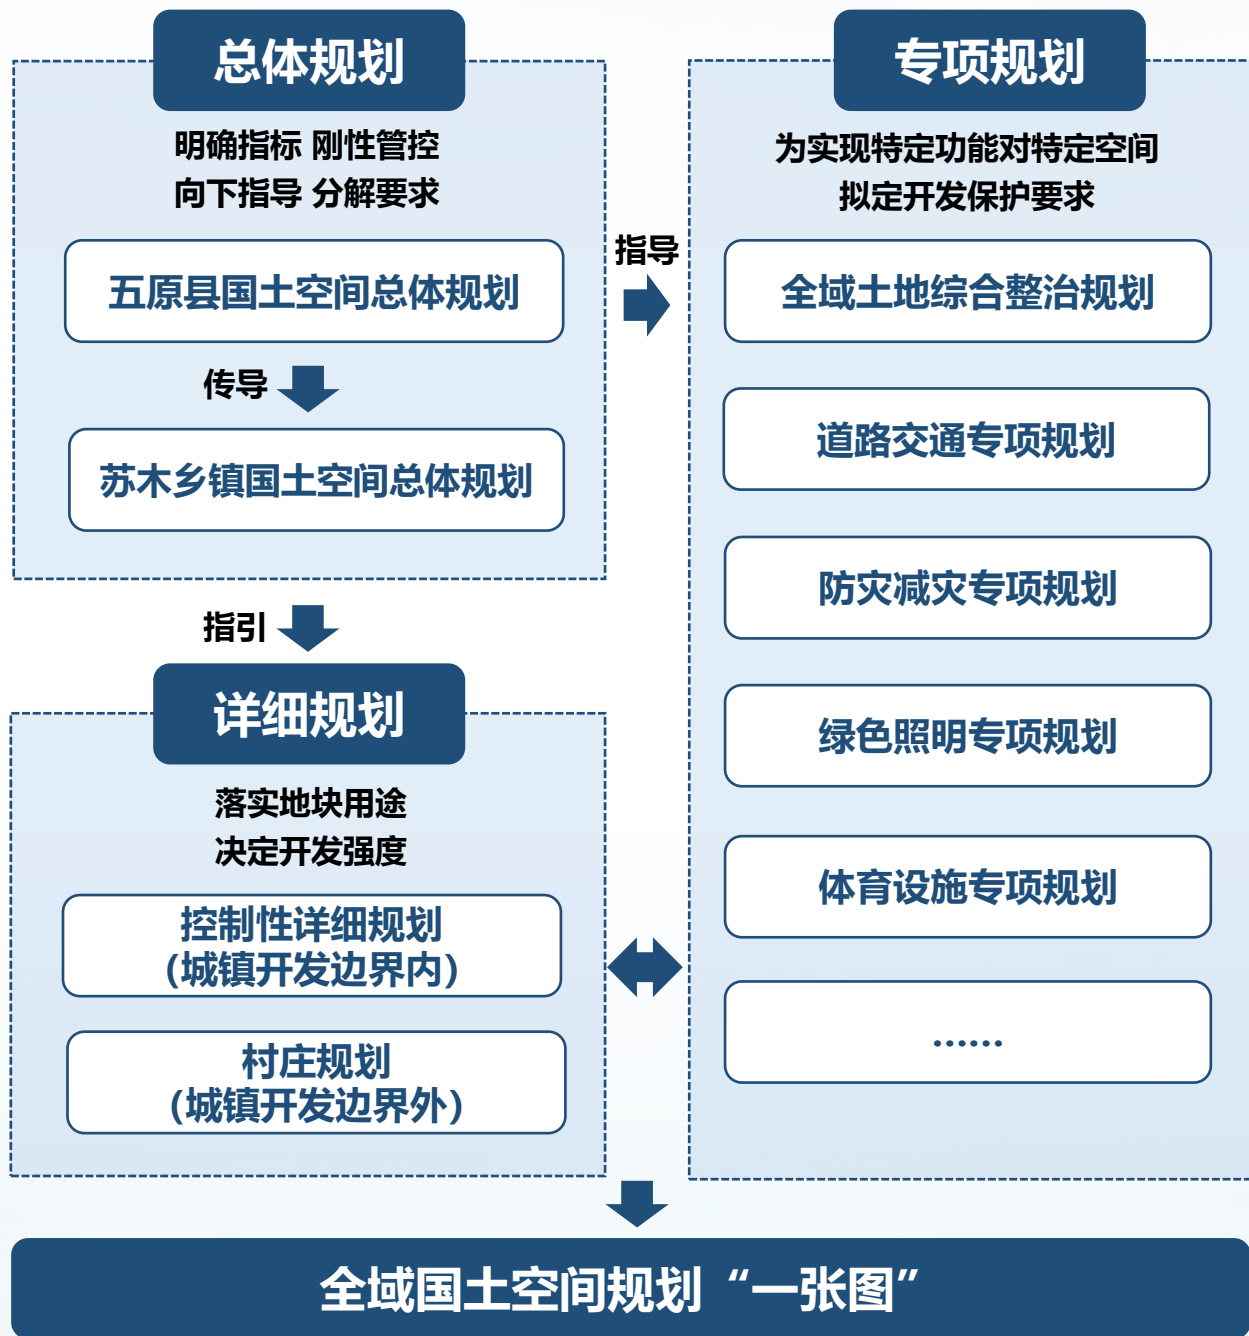 总体规划
明确指标 刚性管控
向下指导 分解要求
五原县国土空间总体规划
传导
苏木乡镇国土空间总体规划
指引
详细规划
落实地块用途
决定开发强度
控制性详细规划
(城镇开发边界内)
村庄规划
(城镇开发边界外)
指导
专项规划
为实现特定功能对特定空间
拟定开发保护要求
全域土地综合整治规划
道路交通专项规划
防灾减灾专项规划
绿色照明专项规划
体育设施专项规划
......
全域国土空间规划“一张图”